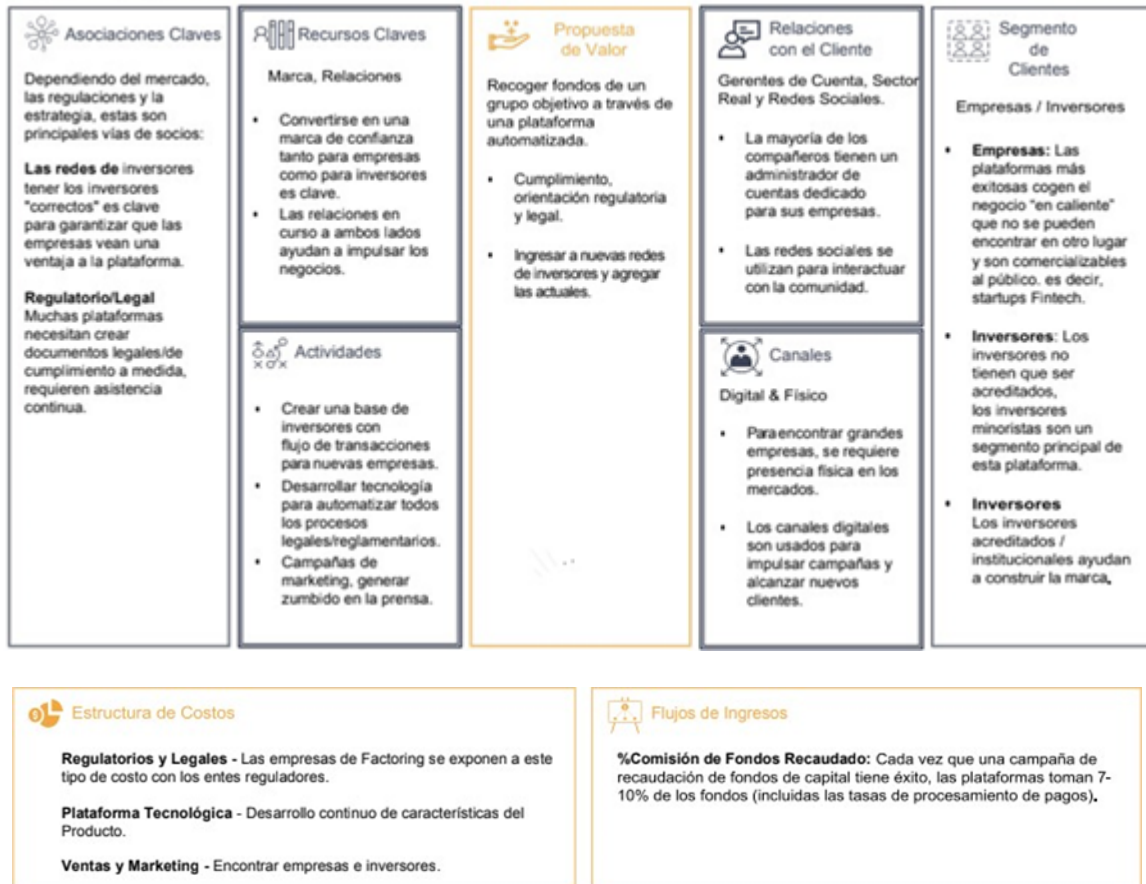 Asociaciones Claves
Dependiendo del mercado,
las regulaciones y la
estrategia, estas son
principales vías de socios:
Las redes de inversores
tener los inversores
"correctos" es clave
para garantizar que las
empresas vean una
ventaja a la plataforma.
Regulatorio/Legal
Muchas plataformas
necesitan crear
documentos legales/de
cumplimiento a medida,
requieren asistencia
continua.
Recursos Claves
Marca, Relaciones
• Convertirse en una
marca de confianza
tanto para empresas
como para inversores
es clave.
• Las relaciones en
curso a ambos lados
ayudan a impulsar los
negocios.
Actividades
• Crear una base de
inversores con
flujo de transacciones
para nuevas empresas.
• Desarrollar tecnología
para automatizar todos
los procesos
legales/reglamentarios.
• Campañas de
marketing, generar
zumbido en la prensa.
Propuesta
de Valor
Recoger fondos de un
grupo objetivo a través de
una plataforma
automatizada.
• Cumplimiento,
orientación regulatoria
y legal.
• Ingresar a nuevas redes
de inversores y agregar
las actuales.
Relaciones
con el Cliente
Gerentes de Cuenta, Sector
Real y Redes Sociales.
• La mayoría de los
compañeros tienen un
administrador de
cuentas dedicado
para sus empresas.
• Las redes sociales se
utilizan para interactuar
con la comunidad.
Canales
Digital & Físico
• Para encontrar grandes
empresas, se requiere
presencia física en los
mercados.
• Los canales digitales
son usados para
impulsar campañas y
alcanzar nuevos
clientes.
Segmento
de
Clientes
Empresas / Inversores
• Empresas: Las
plataformas más
exitosas cogen el
negocio "en caliente"
que no se pueden
encontrar en otro lugar
y son comercializables
al público. es decir,
startups Fintech.
• Inversores: Los
inversores no
tienen que ser
acreditados,
los inversores
minoristas son un
segmento principal de
esta plataforma.
• Inversores
Los inversores
acreditados /
institucionales ayudan
a construir la marca.
Estructura de Costos
Regulatorios y Legales - Las empresas de Factoring se exponen a este
tipo de costo con los entes reguladores.
Plataforma Tecnológica - Desarrollo continuo de características del
Producto.
Ventas y Marketing - Encontrar empresas e inversores.
Flujos de Ingresos
%Comisión de Fondos Recaudado: Cada vez que una campaña de
recaudación de fondos de capital tiene éxito, las plataformas toman 7-
10% de los fondos (incluidas las tasas de procesamiento de pagos).